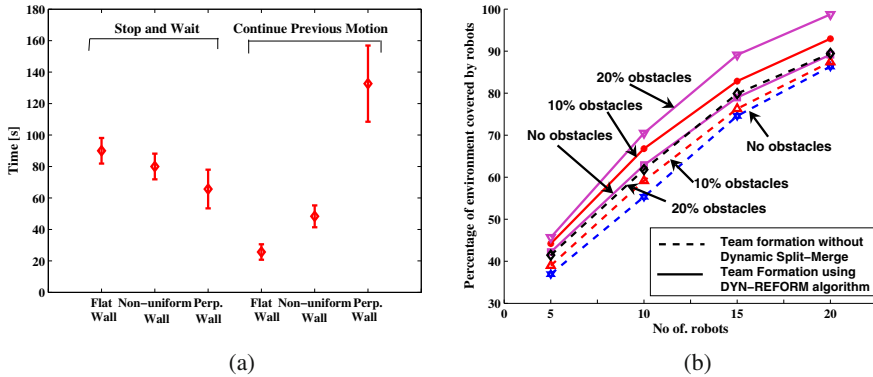 180
160
140
120
100
80
60
40
20
0
Time [s]
Stop and Wait
Continue Previous Motion
Flat Wall
Non-uniform Wall
Perp. Wall
Flat Wall
Non-uniform Wall
Perp. Wall
(a)
100
90
80
70
60
50
40
30
Percentage of environment covered by robots
20% obstacles
10% obstacles
No obstacles
No obstacles
10% obstacles
20% obstacles
Team formation without
Dynamic Split-Merge
Team Formation using
DYN-REFORM algorithm
0
5
10
15
20
No of. robots
(b)